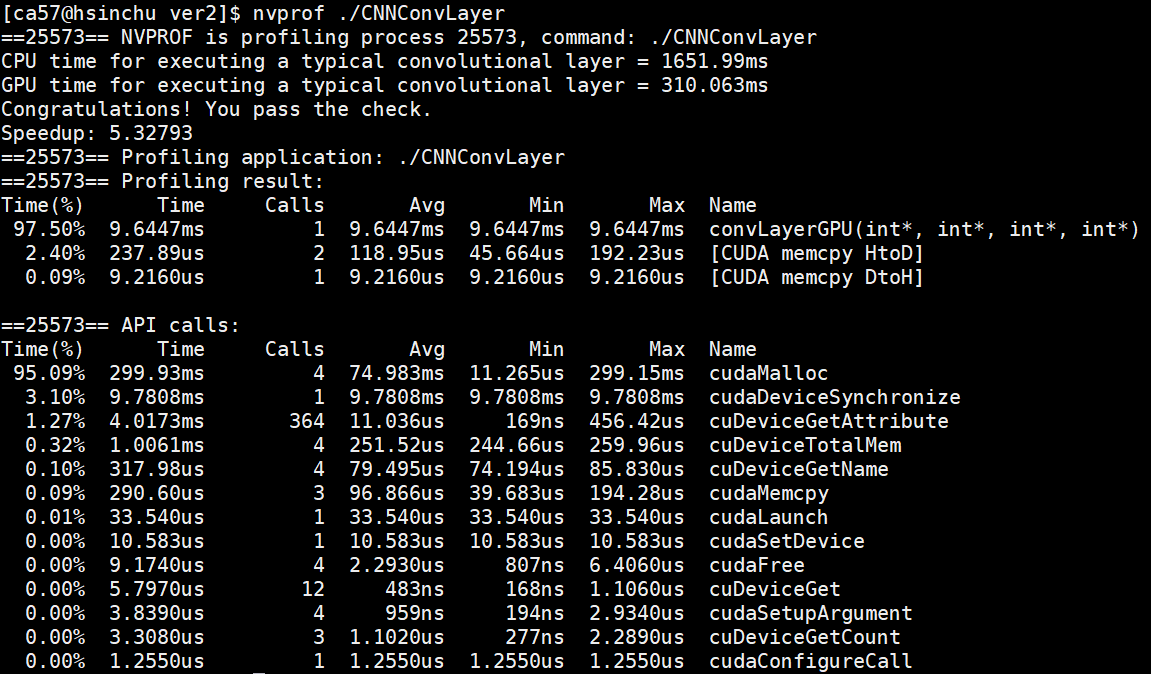 [ca57@hsinchu ver2]$ nvprof ./CNNConvLayer
==25573== NVPROF is profiling process 25573, command: ./CNNConvLayer
CPU time for executing a typical convolutional layer = 1651.99ms
GPU time for executing a typical convolutional layer = 310.063ms
Congratulations! You pass the check.
Speedup: 5.32793
==25573== Profiling application: ./CNNConvLayer
==25573== Profiling result:
Time(%)      Time     Calls       Avg       Min       Max  Name
 97.50%  9.6447ms         1  9.6447ms  9.6447ms  9.6447ms  convLayerGPU(int*, int*, int*, int*)
  2.40%  237.89us         2  118.95us  45.664us  192.23us  [CUDA memcpy HtoD]
  0.09%  9.2160us         1  9.2160us  9.2160us  9.2160us  [CUDA memcpy DtoH]

==25573== API calls:
Time(%)      Time     Calls       Avg       Min       Max  Name
 95.09%  299.93ms         4  74.983ms  11.265us  299.15ms  cudaMalloc
  3.10%  9.7808ms         1  9.7808ms  9.7808ms  9.7808ms  cudaDeviceSynchronize
  1.27%  4.0173ms       364  11.036us     169ns  456.42us  cuDeviceGetAttribute
  0.32%  1.0061ms         4  251.52us  244.66us  259.96us  cuDeviceTotalMem
  0.10%  317.98us         4  79.495us  74.194us  85.830us  cuDeviceGetName
  0.09%  290.60us         3  96.866us  39.683us  194.28us  cudaMemcpy
  0.01%  33.540us         1  33.540us  33.540us  33.540us  cudaLaunch
  0.00%  10.583us         1  10.583us  10.583us  10.583us  cudaSetDevice
  0.00%  9.1740us         4  2.2930us     807ns  6.4060us  cudaFree
  0.00%  5.7970us        12     483ns     168ns  1.1060us  cuDeviceGet
  0.00%  3.8390us         4     959ns     194ns  2.9340us  cudaSetupArgument
  0.00%  3.3080us         3  1.1020us     277ns  2.2890us  cuDeviceGetCount
  0.00%  1.2550us         1  1.2550us  1.2550us  1.2550us  cudaConfigureCall